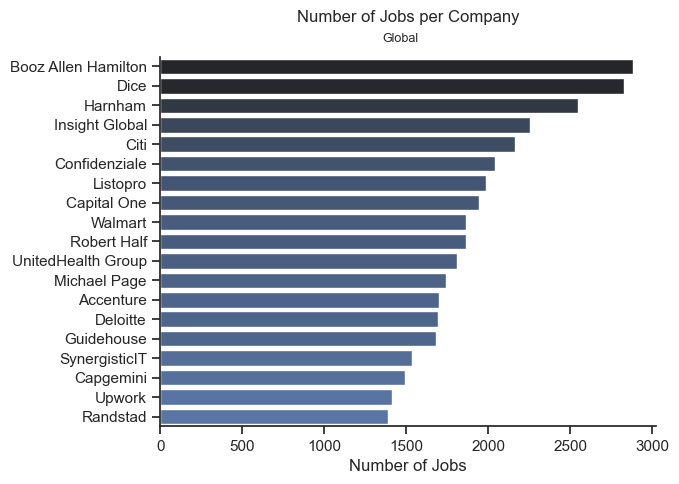 Number of Jobs per Company
Global
Booz Allen Hamilton
Dice
Harnham
Insight Global
Citi
Confidenziale
Listopro
Capital One
Walmart
Robert Half
UnitedHealth Group
Michael Page
Accenture
Deloitte
Guidehouse
SynergisticIT
Capgemini
Upwork
Randstad
0 500 1000 1500 2000 2500 3000
Number of Jobs